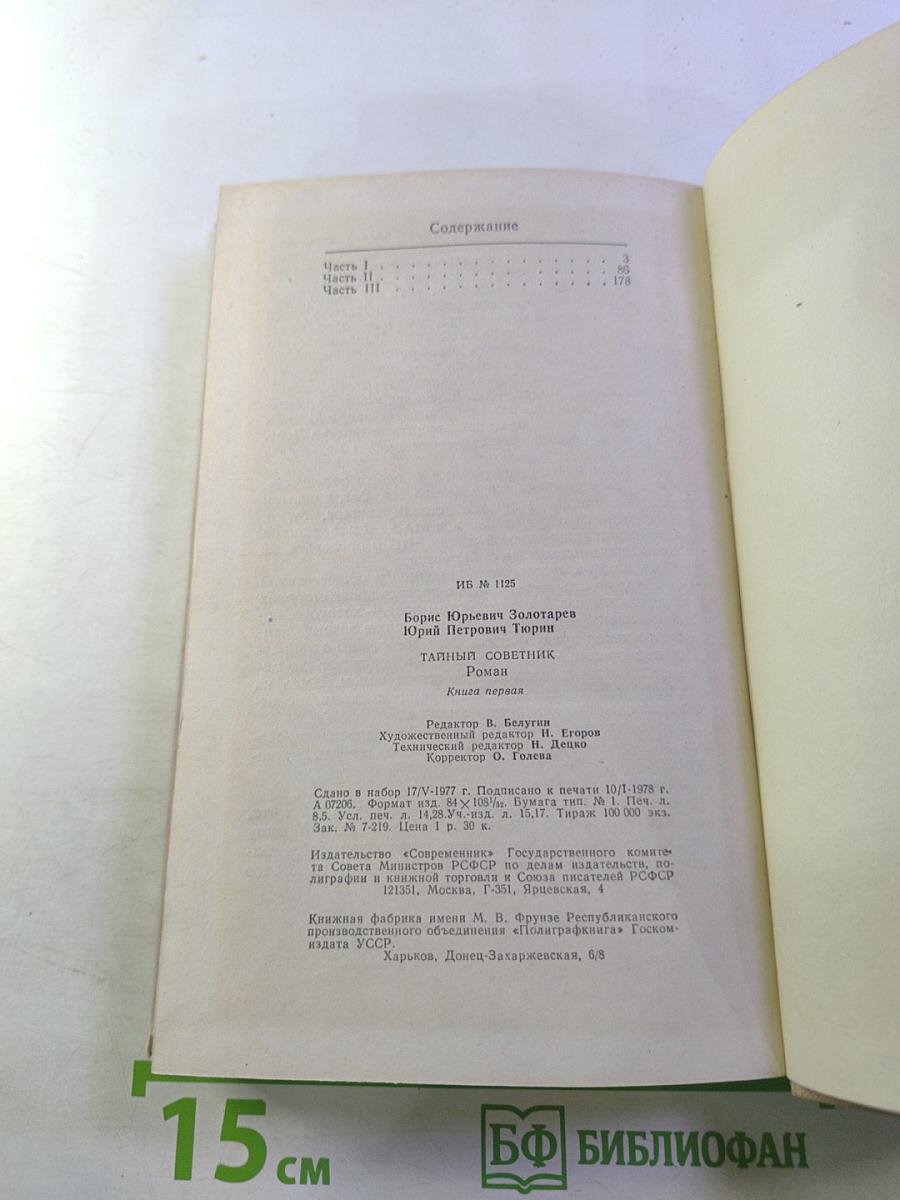 Содержание
Часть I . . . . . . . . . . . . . . . 3
Часть II . . . . . . . . . . . . . . . 86
Часть III . . . . . . . . . . . . . . 178
ИБ № 1125
Борис Юрьевич Золотарев
Юрий Петрович Тюрин
ТАЙНЫЙ СОВЕТНИК
Роман
Книга первая
Редактор В. Белугин
Художественный редактор Н. Егоров
Технический редактор Н. Децко
Корректор О. Голева
Сдано в набор 17/V-1977 г. Подписано к печати 10/I-1978 г.
А 07206. Формат изд. 84×108¹/₃₂. Бумага тип. № 1. Печ. л.
8,5. Усл. печ. л. 14,28.Уч.-изд. л. 15,17. Тираж 100 000 экз.
Зак. № 7-219. Цена 1 р. 30 к.
Издательство «Современник» Государственного комите-
та Совета Министров РСФСР по делам издательств, по-
лиграфии и книжной торговли и Союза писателей РСФСР
121351, Москва, Г-351, Ярцевская, 4
Книжная фабрика имени М. В. Фрунзе Республиканского
производственного объединения «Полиграфкнига» Госком-
издата УССР.
Харьков, Донец-Захаржевская, 6/8
15 см
БФ БИБЛИОФАН